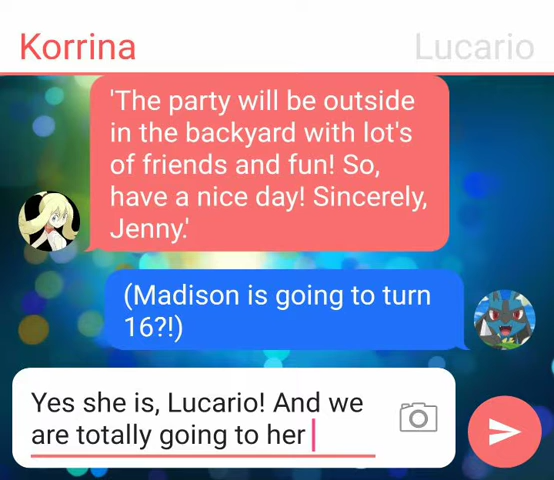 Korrina
Lucario
'The party will be outside
in the backyard with lot's
of friends and fun! So,
have a nice day! Sincerely,
Jenny.'
(Madison is going to turn
16?!)
Yes she is, Lucario! And we
are totally going to her